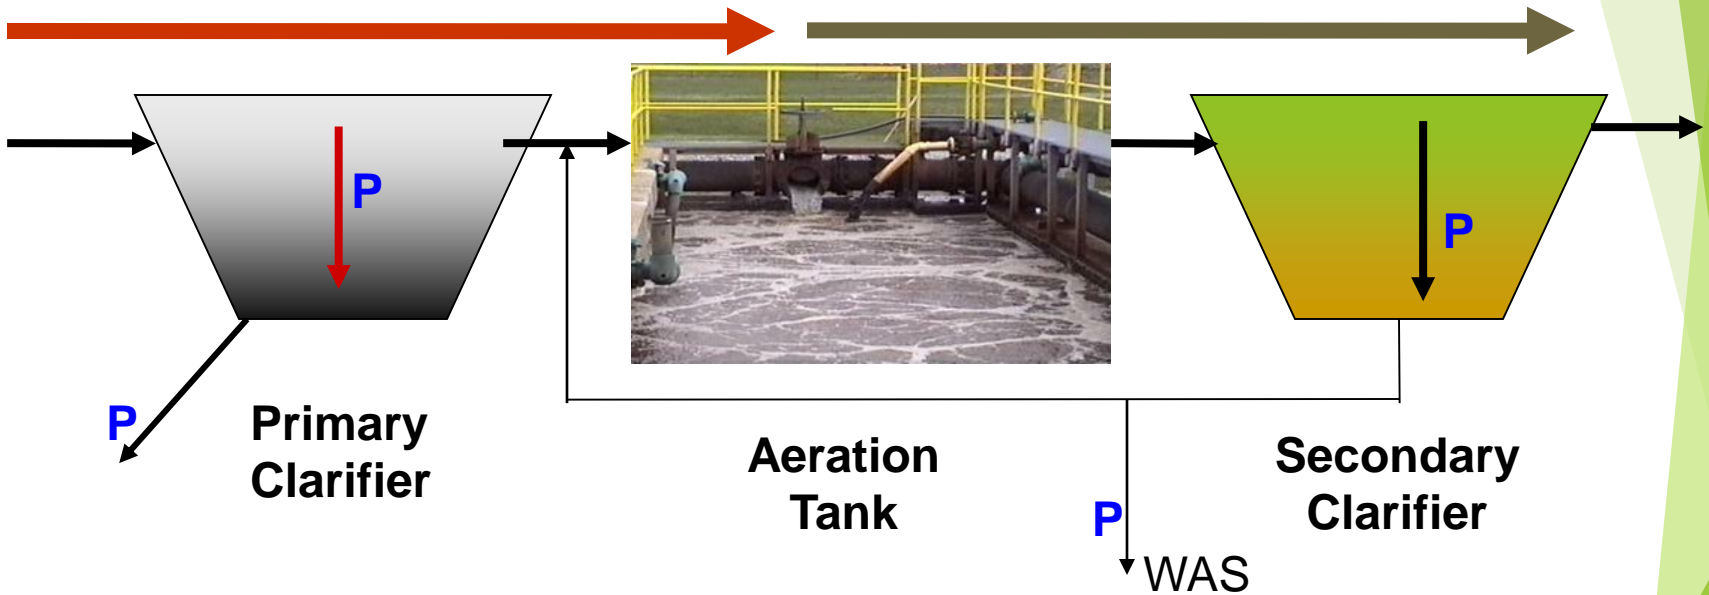 P
P
P
Primary
Clarifier
Aeration
Tank
Secondary
Clarifier
P
WAS